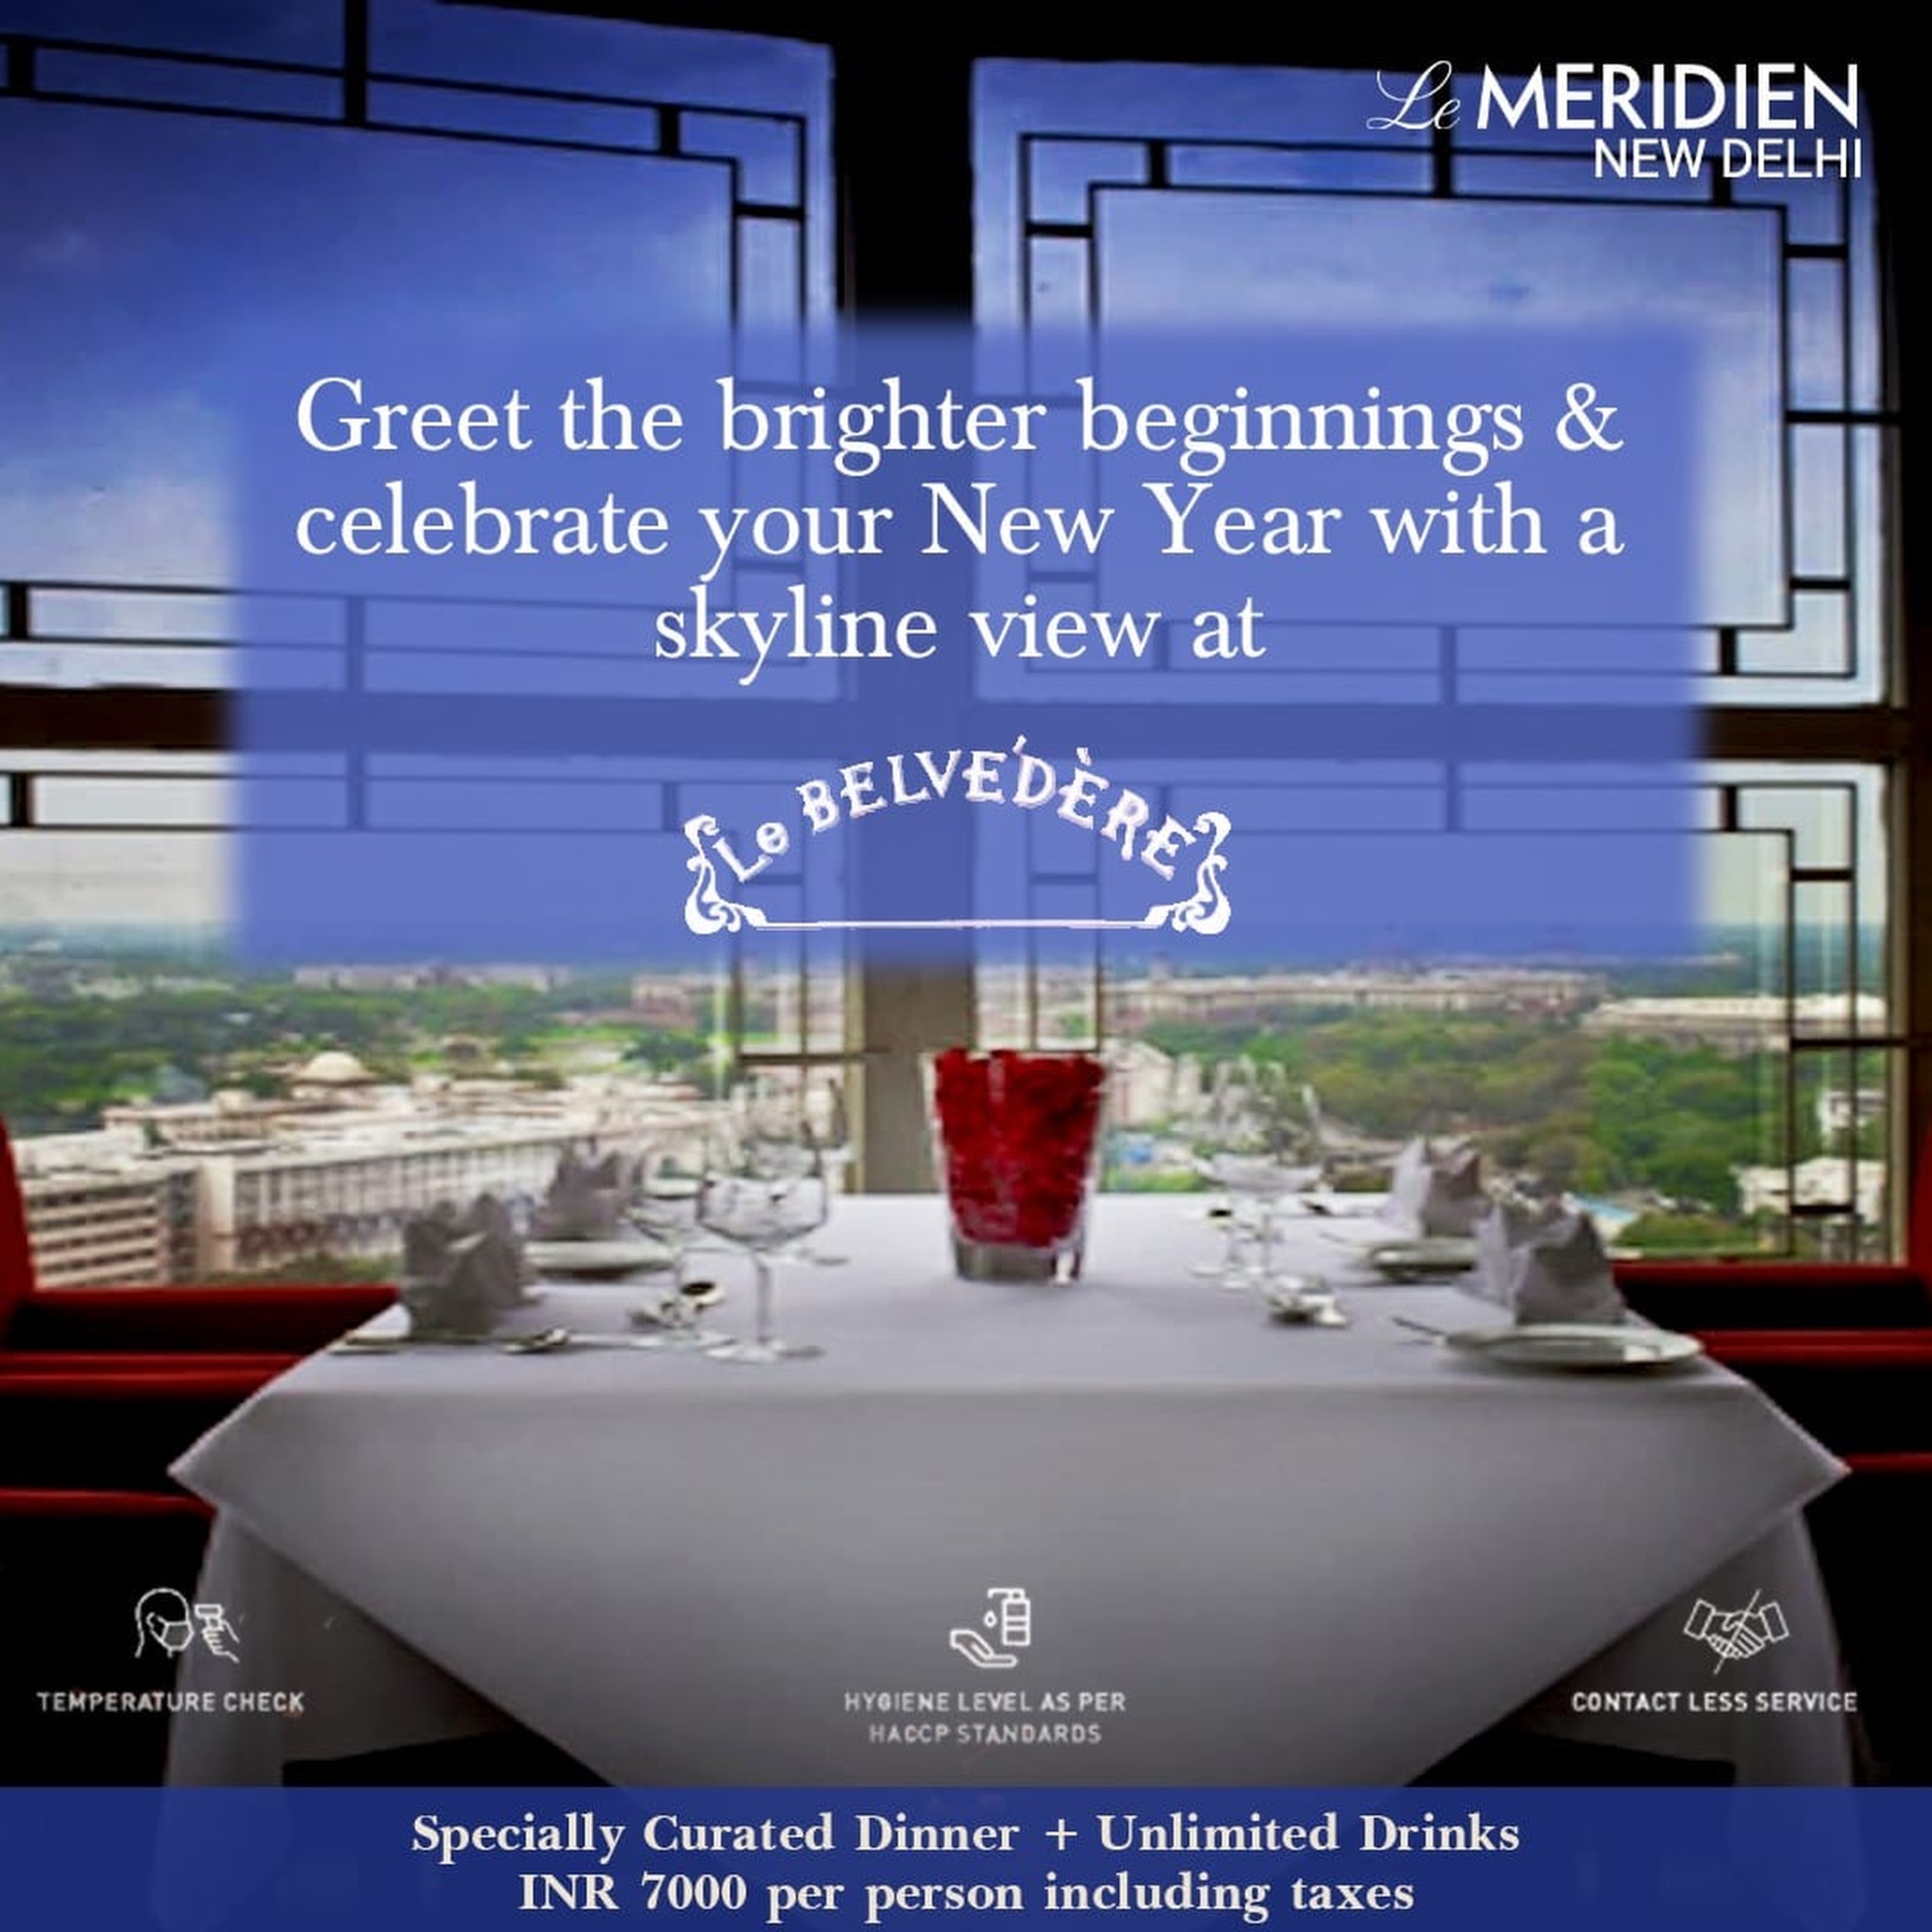 Le MERIDIEN
NEW DELHI
Greet the brighter beginnings &
celebrate your New Year with a
skyline view at
Le BELVEDÈRE
TEMPERATURE CHECK
HYGIENE LEVEL AS PER
HACCP STANDARDS
CONTACT LESS SERVICE
Specially Curated Dinner + Unlimited Drinks
INR 7000 per person including taxes